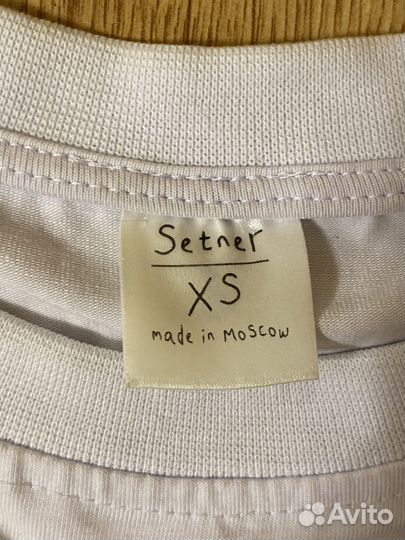 Setner
XS
made in Moscow
Avito